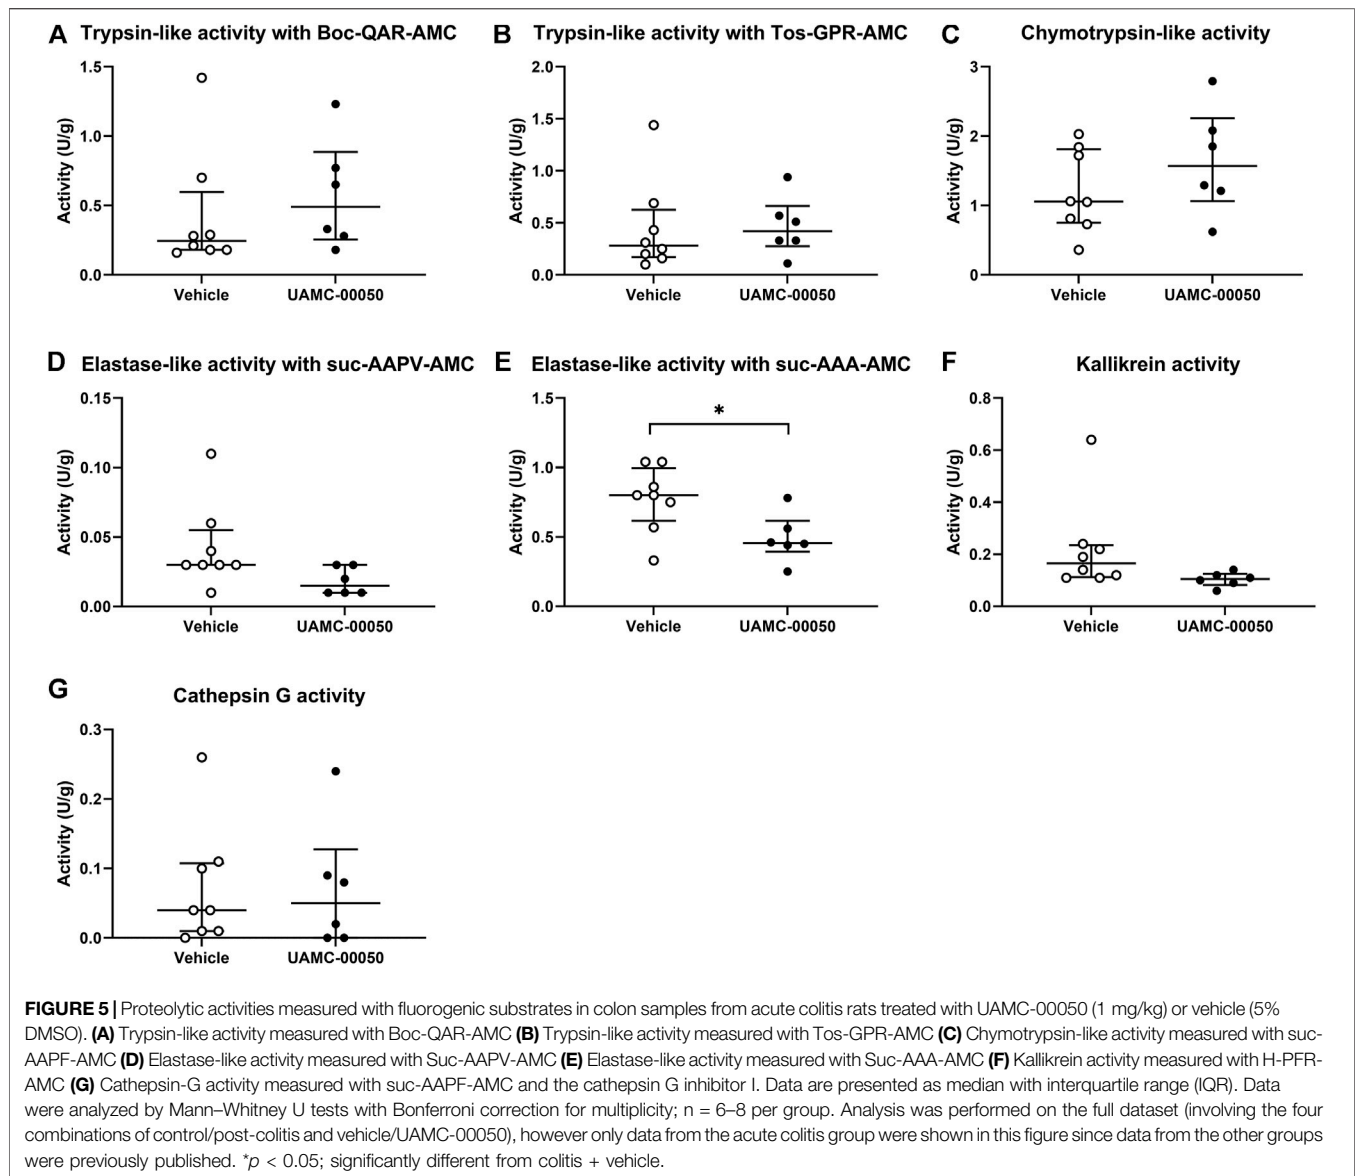 A Trypsin-like activity with Boc-QAR-AMC
Activity (U/g)
1.5
1.0
0.5
0.0
Vehicle UAMC-00050
B Trypsin-like activity with Tos-GPR-AMC
Activity (U/g)
2.0
1.5
1.0
0.5
0.0
Vehicle UAMC-00050
C Chymotrypsin-like activity
Activity (U/g)
3
2
1
0
Vehicle UAMC-00050
D Elastase-like activity with suc-AAPV-AMC
Activity (U/g)
0.15
0.10
0.05
0.00
Vehicle UAMC-00050
E Elastase-like activity with suc-AAA-AMC
Activity (U/g)
1.5
1.0
0.5
0.0
*
Vehicle UAMC-00050
F Kallikrein activity
Activity (U/g)
0.8
0.6
0.4
0.2
0.0
Vehicle UAMC-00050
G Cathepsin G activity
Activity (U/g)
0.3
0.2
0.1
0.0
Vehicle UAMC-00050
FIGURE 5 | Proteolytic activities measured with fluorogenic substrates in colon samples from acute colitis rats treated with UAMC-00050 (1 mg/kg) or vehicle (5%
DMSO). (A) Trypsin-like activity measured with Boc-QAR-AMC (B) Trypsin-like activity measured with Tos-GPR-AMC (C) Chymotrypsin-like activity measured with suc-
AAPF-AMC (D) Elastase-like activity measured with Suc-AAPV-AMC (E) Elastase-like activity measured with Suc-AAA-AMC (F) Kallikrein activity measured with H-PFR-
AMC (G) Cathepsin-G activity measured with suc-AAPF-AMC and the cathepsin G inhibitor I. Data are presented as median with interquartile range (IQR). Data
were analyzed by Mann–Whitney U tests with Bonferroni correction for multiplicity; n = 6–8 per group. Analysis was performed on the full dataset (involving the four
combinations of control/post-colitis and vehicle/UAMC-00050), however only data from the acute colitis group were shown in this figure since data from the other groups
were previously published. *p < 0.05; significantly different from colitis + vehicle.